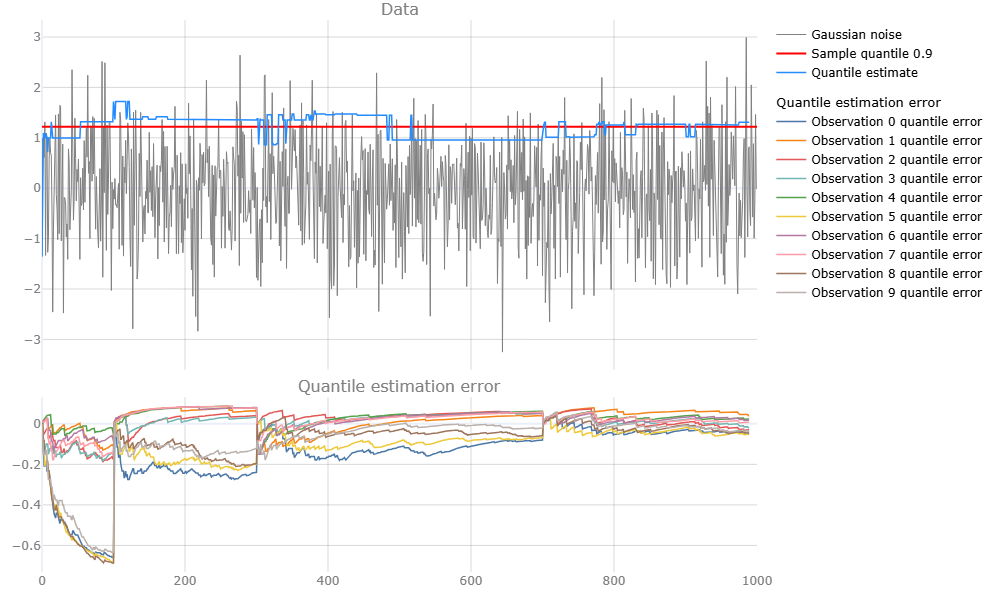 Data
3
2
1
0
−1
−2
−3
Gaussian noise
Sample quantile 0.9
Quantile estimate
Quantile estimation error
Observation 0 quantile error
Observation 1 quantile error
Observation 2 quantile error
Observation 3 quantile error
Observation 4 quantile error
Observation 5 quantile error
Observation 6 quantile error
Observation 7 quantile error
Observation 8 quantile error
Observation 9 quantile error
Quantile estimation error
0
−0.2
−0.4
−0.6
0 200 400 600 800 1000